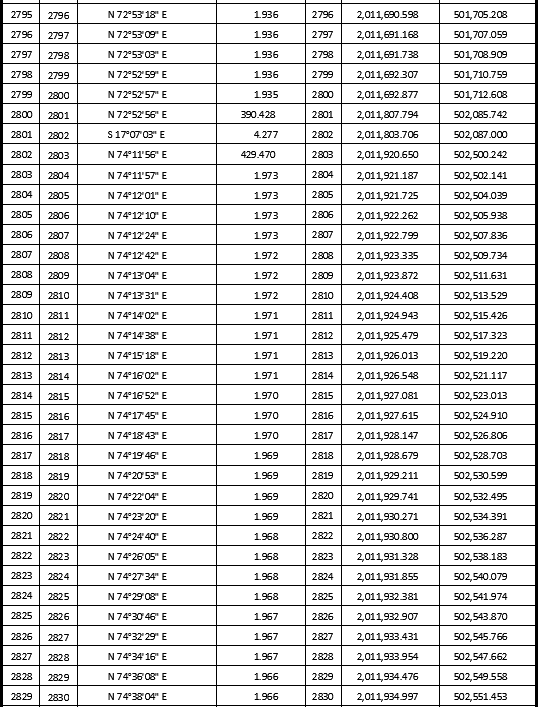 2795 2796 N 72°53'18" E 1.936 2796 2,011,690.598 501,705.208
2796 2797 N 72°53'09" E 1.936 2797 2,011,691.168 501,707.059
2797 2798 N 72°53'03" E 1.936 2798 2,011,691.738 501,708.909
2798 2799 N 72°52'59" E 1.936 2799 2,011,692.307 501,710.759
2799 2800 N 72°52'57" E 1.935 2800 2,011,692.877 501,712.608
2800 2801 N 72°52'56" E 390.428 2801 2,011,807.794 502,085.742
2801 2802 S 17°07'03" E 4.277 2802 2,011,803.706 502,087.000
2802 2803 N 74°11'56" E 429.470 2803 2,011,920.650 502,500.242
2803 2804 N 74°11'57" E 1.973 2804 2,011,921.187 502,502.141
2804 2805 N 74°12'01" E 1.973 2805 2,011,921.725 502,504.039
2805 2806 N 74°12'10" E 1.973 2806 2,011,922.262 502,505.938
2806 2807 N 74°12'24" E 1.973 2807 2,011,922.799 502,507.836
2807 2808 N 74°12'42" E 1.972 2808 2,011,923.335 502,509.734
2808 2809 N 74°13'04" E 1.972 2809 2,011,923.872 502,511.631
2809 2810 N 74°13'31" E 1.972 2810 2,011,924.408 502,513.529
2810 2811 N 74°14'02" E 1.971 2811 2,011,924.943 502,515.426
2811 2812 N 74°14'38" E 1.971 2812 2,011,925.479 502,517.323
2812 2813 N 74°15'18" E 1.971 2813 2,011,926.013 502,519.220
2813 2814 N 74°16'02" E 1.971 2814 2,011,926.548 502,521.117
2814 2815 N 74°16'52" E 1.970 2815 2,011,927.081 502,523.013
2815 2816 N 74°17'45" E 1.970 2816 2,011,927.615 502,524.910
2816 2817 N 74°18'43" E 1.970 2817 2,011,928.147 502,526.806
2817 2818 N 74°19'46" E 1.969 2818 2,011,928.679 502,528.703
2818 2819 N 74°20'53" E 1.969 2819 2,011,929.211 502,530.599
2819 2820 N 74°22'04" E 1.969 2820 2,011,929.741 502,532.495
2820 2821 N 74°23'20" E 1.969 2821 2,011,930.271 502,534.391
2821 2822 N 74°24'40" E 1.968 2822 2,011,930.800 502,536.287
2822 2823 N 74°26'05" E 1.968 2823 2,011,931.328 502,538.183
2823 2824 N 74°27'34" E 1.968 2824 2,011,931.855 502,540.079
2824 2825 N 74°29'08" E 1.968 2825 2,011,932.381 502,541.974
2825 2826 N 74°30'46" E 1.967 2826 2,011,932.907 502,543.870
2826 2827 N 74°32'29" E 1.967 2827 2,011,933.431 502,545.766
2827 2828 N 74°34'16" E 1.967 2828 2,011,933.954 502,547.662
2828 2829 N 74°36'08" E 1.966 2829 2,011,934.476 502,549.558
2829 2830 N 74°38'04" E 1.966 2830 2,011,934.997 502,551.453